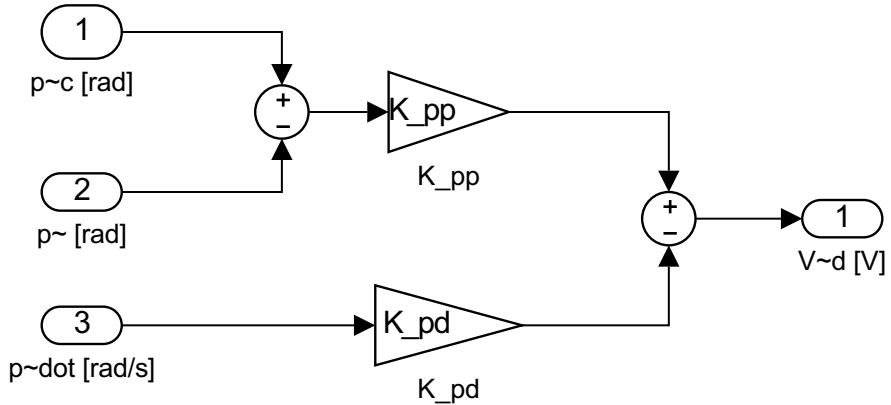 1
p~c [rad]
+
−
K_pp
K_pp
2
p~ [rad]
+
−
1
V~d [V]
3
p~dot [rad/s]
K_pd
K_pd